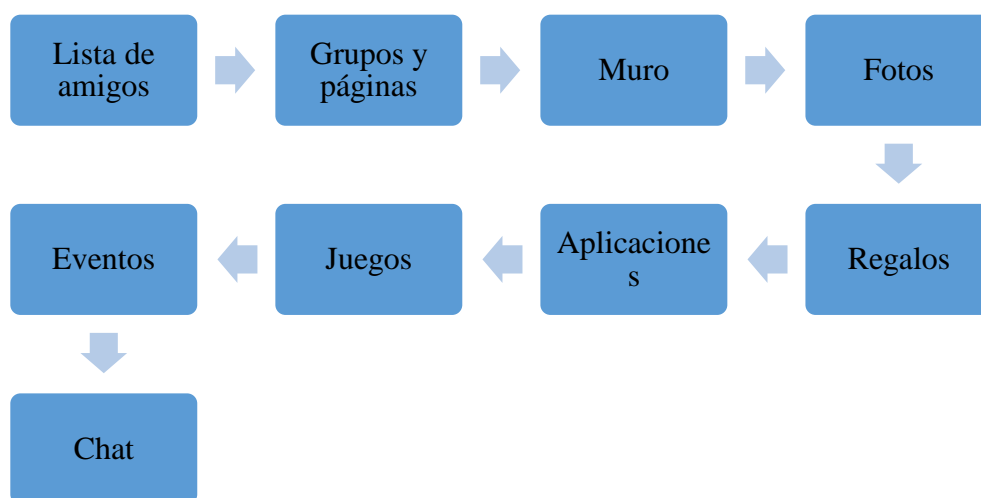 Lista de
amigos
Grupos y
páginas
Muro
Fotos
Regalos
Aplicacione
s
Juegos
Eventos
Chat